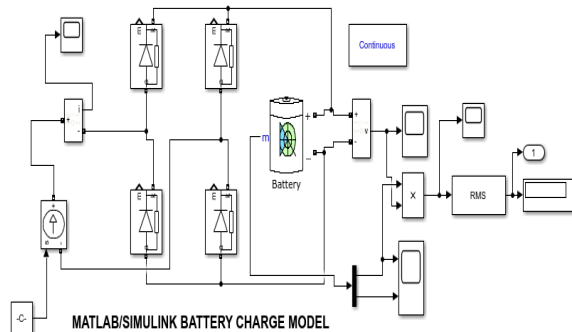 Continuous
E
E
i
+
-
+
-
m
Battery
+
-
v
E
E
×
RMS
1
-C-
MATLAB/SIMULINK BATTERY CHARGE MODEL